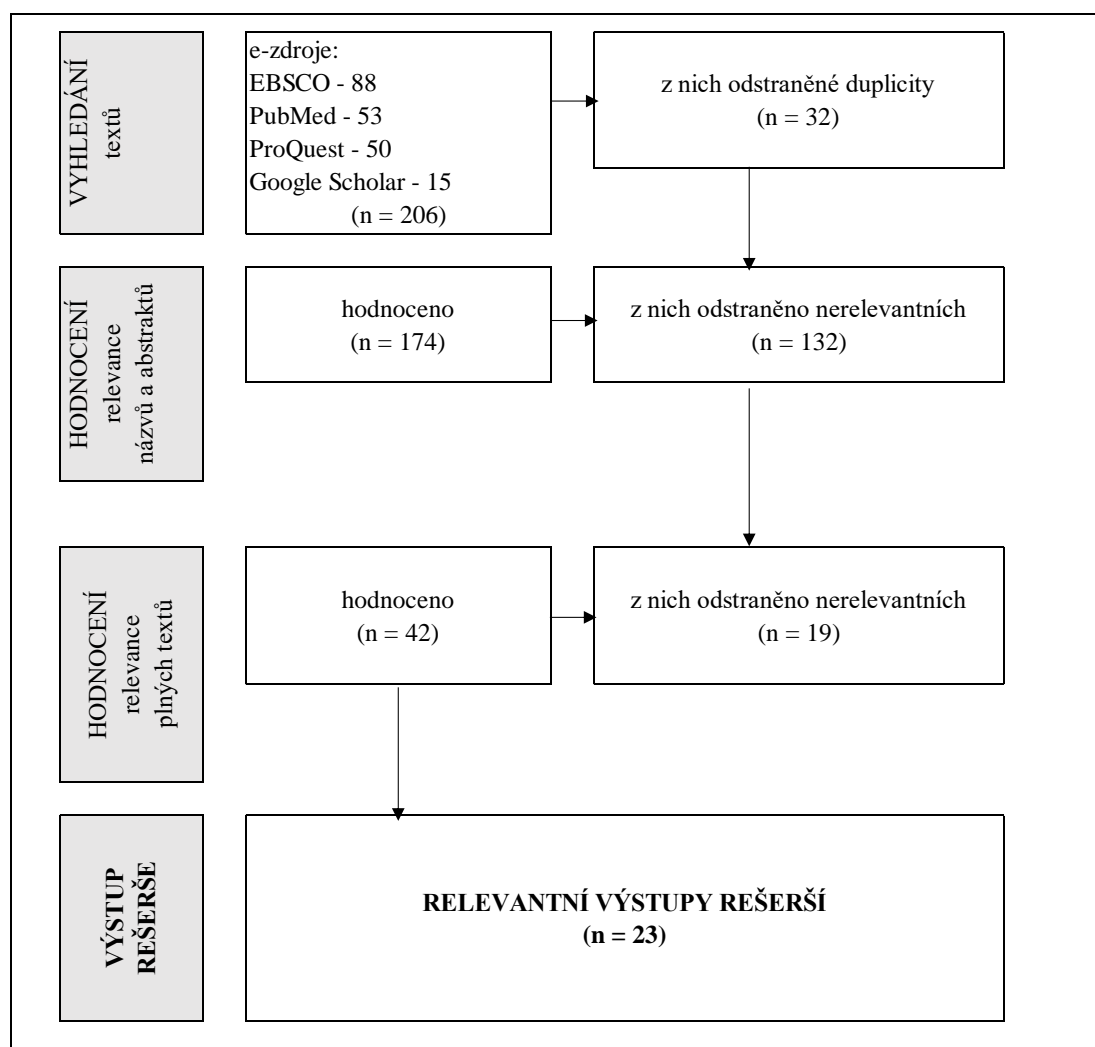 VYHLEDÁNÍ
textů
e-zdroje:
EBSCO - 88
PubMed - 53
ProQuest - 50
Google Scholar - 15
(n = 206)
z nich odstraněné duplicity
(n = 32)
HODNOCENÍ
relevance
názvů a abstraktů
hodnoceno
(n = 174)
z nich odstraněno nerelevantních
(n = 132)
HODNOCENÍ
relevance
plných textů
hodnoceno
(n = 42)
z nich odstraněno nerelevantních
(n = 19)
VÝSTUP
REŠERŠE
RELEVANTNÍ VÝSTUPY REŠERŠÍ
(n = 23)